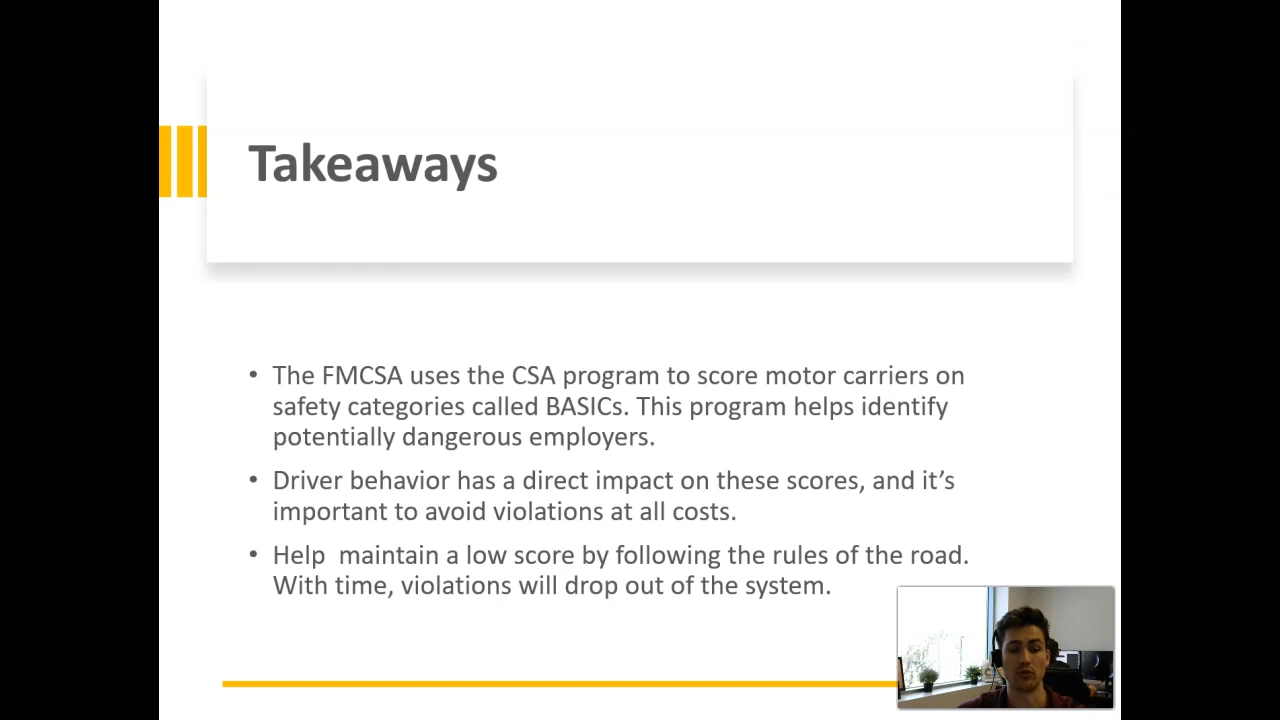 Takeaways
• The FMCSA uses the CSA program to score motor carriers on
safety categories called BASICs. This program helps identify
potentially dangerous employers.
• Driver behavior has a direct impact on these scores, and it’s
important to avoid violations at all costs.
• Help  maintain a low score by following the rules of the road.
With time, violations will drop out of the system.